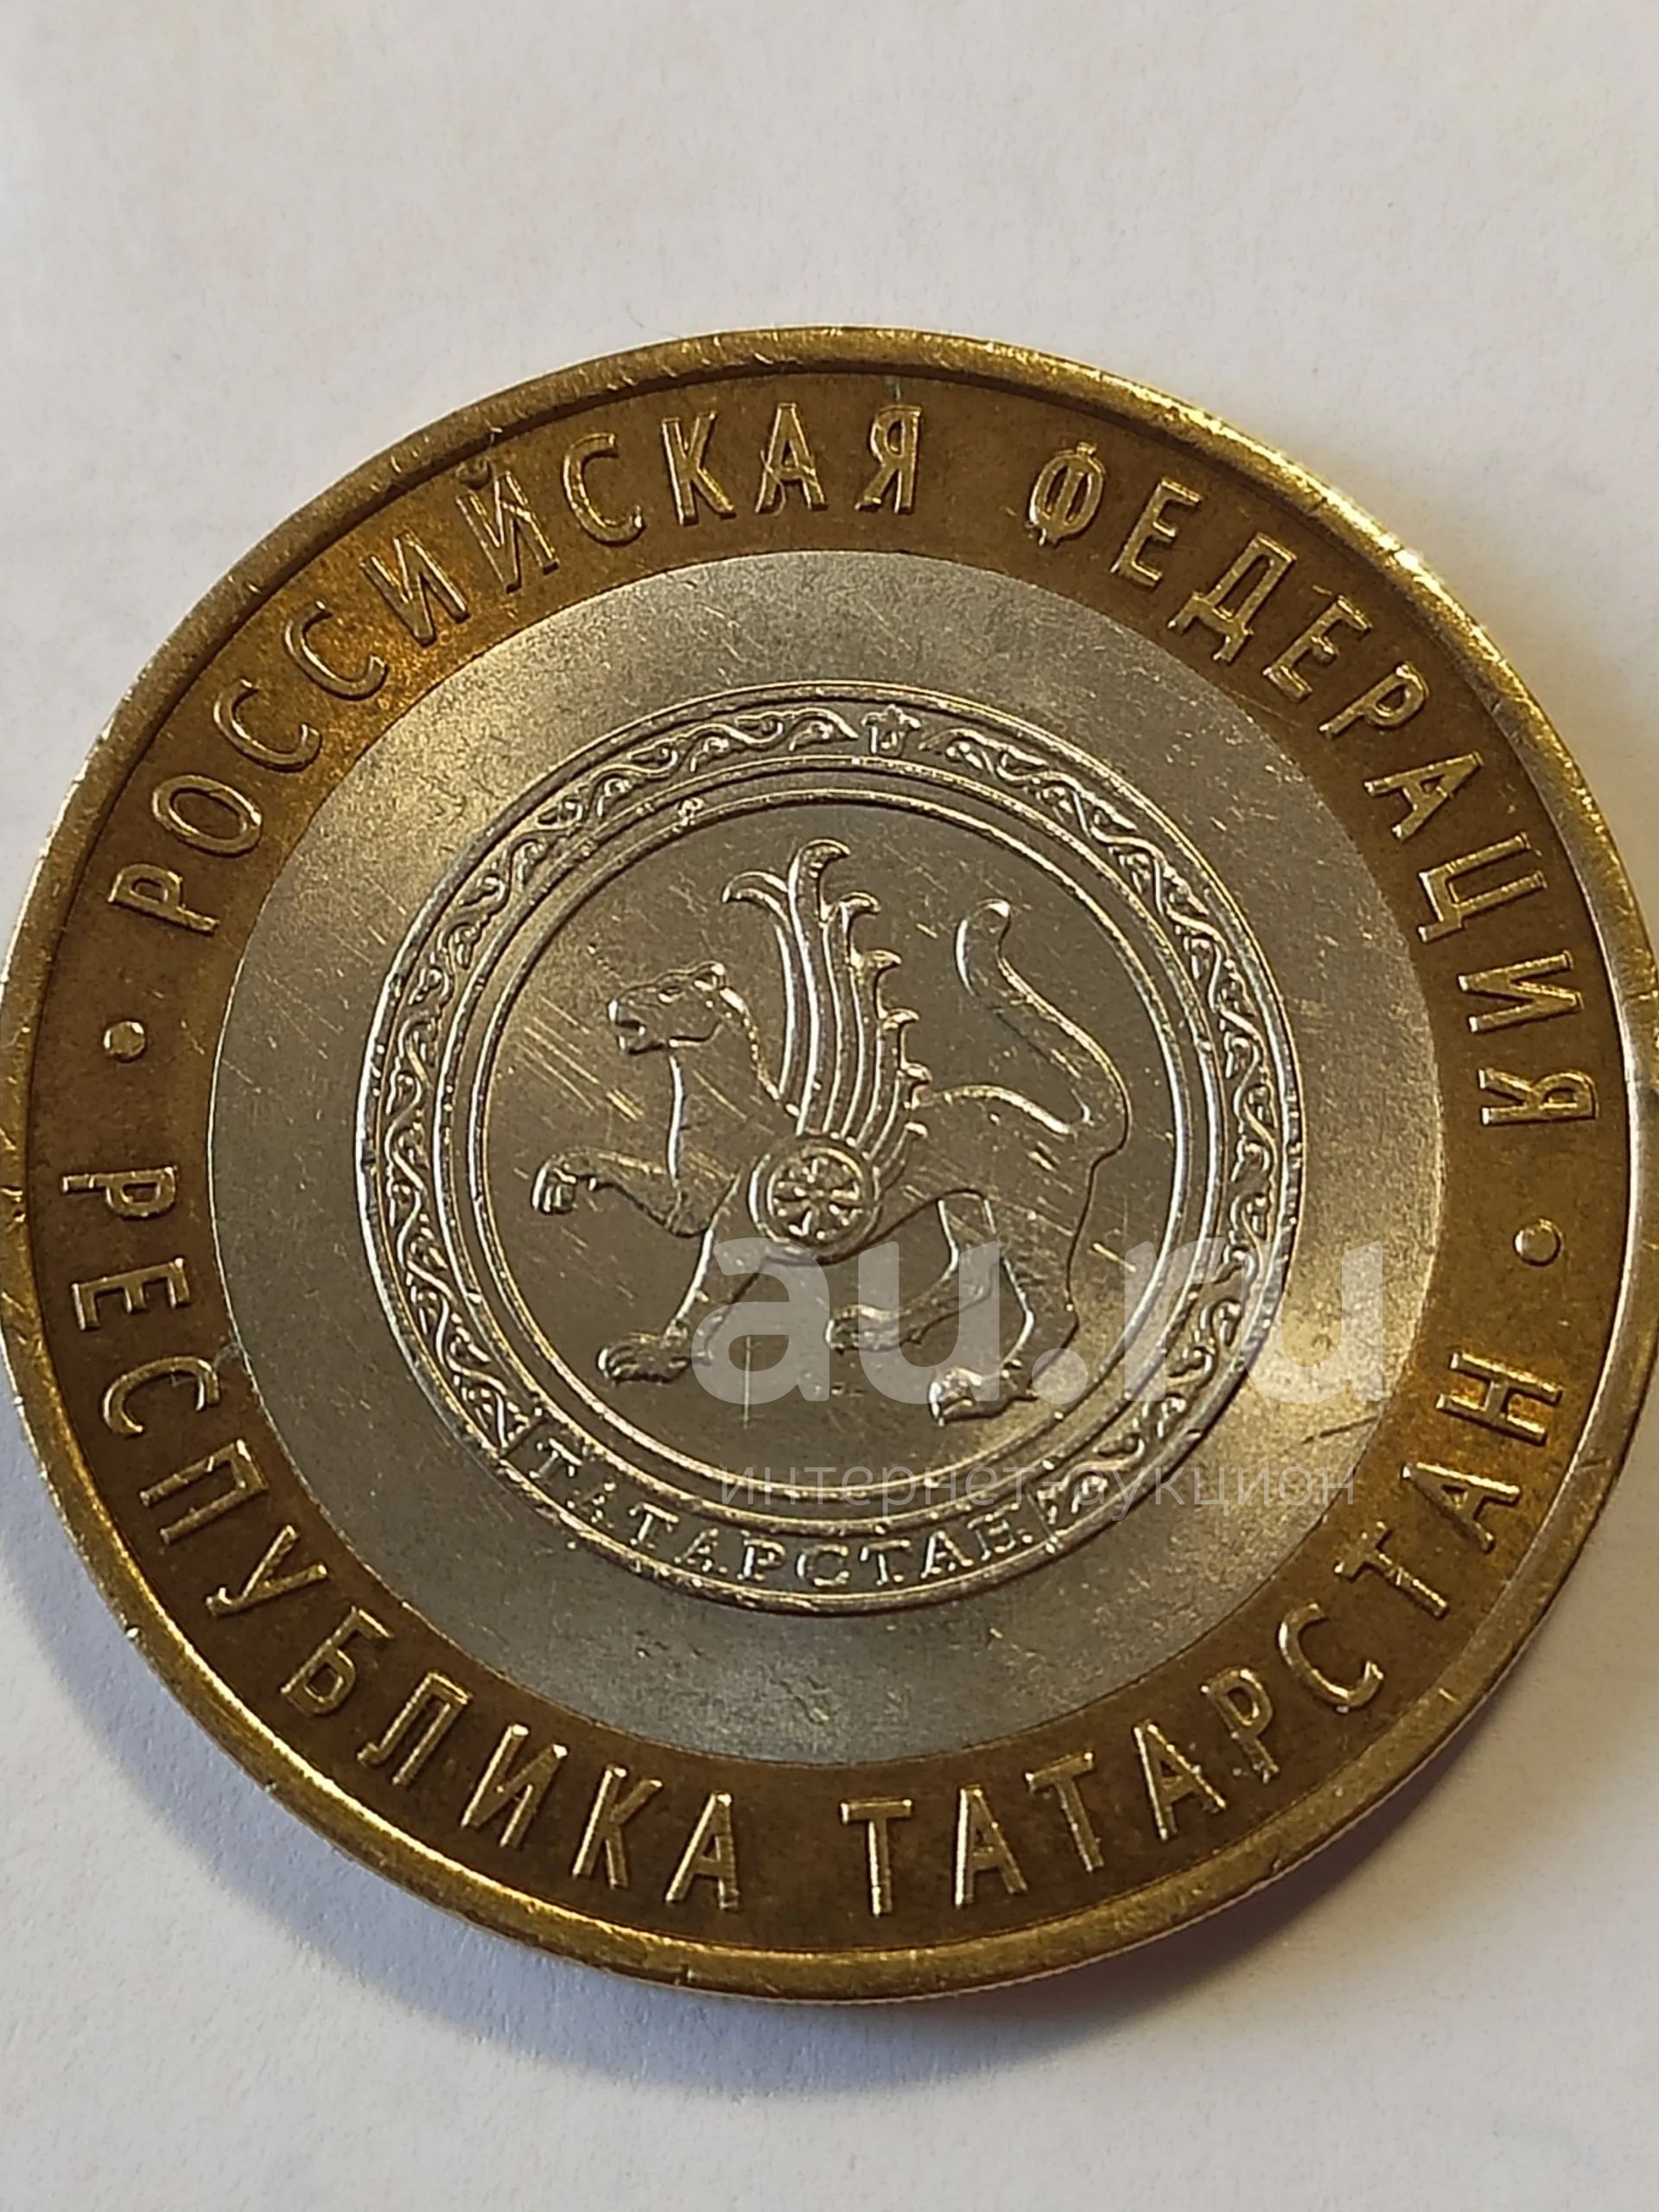 • РОССИЙСКАЯ ФЕДЕРАЦИЯ •
РЕСПУБЛИКА ТАТАРСТАН
ТАТАРСТАН
au.ru
интернет аукцион